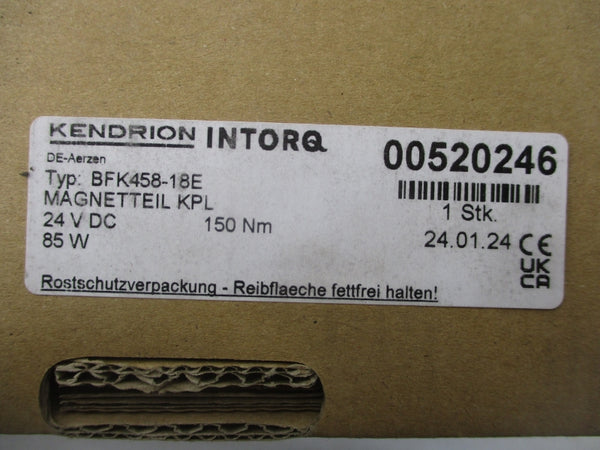 KENDRION INTORQ
DE-Aerzen
00520246
Typ: BFK458-18E
MAGNETTEIL KPL
1 Stk.
24 V DC 150 Nm
24.01.24 CE
85 W
UK
CA
Rostschutzverpackung - Reibflaeche fettfrei halten!